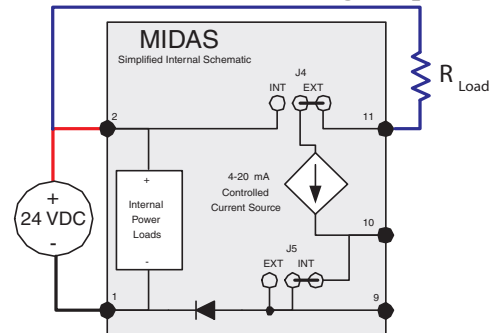 MIDAS
Simplified Internal Schematic
J4
INT EXT
R Load
2
11
+
Internal
Power
Loads
-
4-20 mA
Controlled
Current Source
+
24 VDC
-
10
J5
EXT INT
1
9